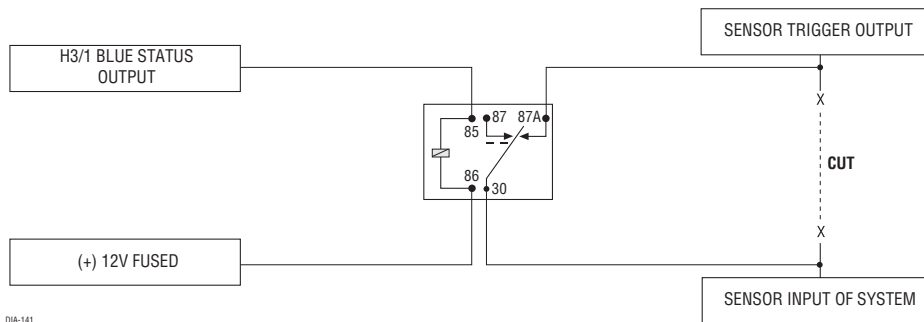 SENSOR TRIGGER OUTPUT
H3/1 BLUE STATUS
OUTPUT
X
87
87A
85
CUT
86
30
X
(+) 12V FUSED
SENSOR INPUT OF SYSTEM
DIA-141